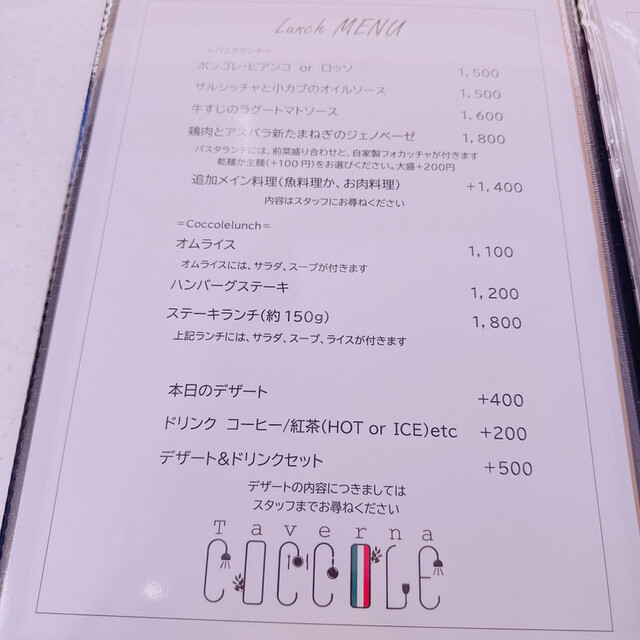 Lunch MENU
=パスタランチ=
ボンゴレ・ビアンコ or ロッソ 1,500
サルシッチャと小カブのオイルソース 1,500
牛すじのラグートマトソース 1,600
鶏肉とアスパラ新たまねぎのジェノベーゼ 1,800
パスタランチには、前菜盛り合わせと、自家製フォカッチャが付きます
乾麺か生麺(+100円)をお選びください。大盛+200円
追加メイン料理(魚料理か、お肉料理) +1,400
内容はスタッフにお尋ねください
=Coccolelunch=
オムライス 1,100
オムライスには、サラダ、スープが付きます
ハンバーグステーキ 1,200
ステーキランチ(約150g) 1,800
上記ランチには、サラダ、スープ、ライスが付きます
本日のデザート +400
ドリンク コーヒー/紅茶(HOT or ICE)etc +200
デザート&ドリンクセット +500
デザートの内容につきましては
スタッフまでお尋ねください
Taverna
COCCOLE